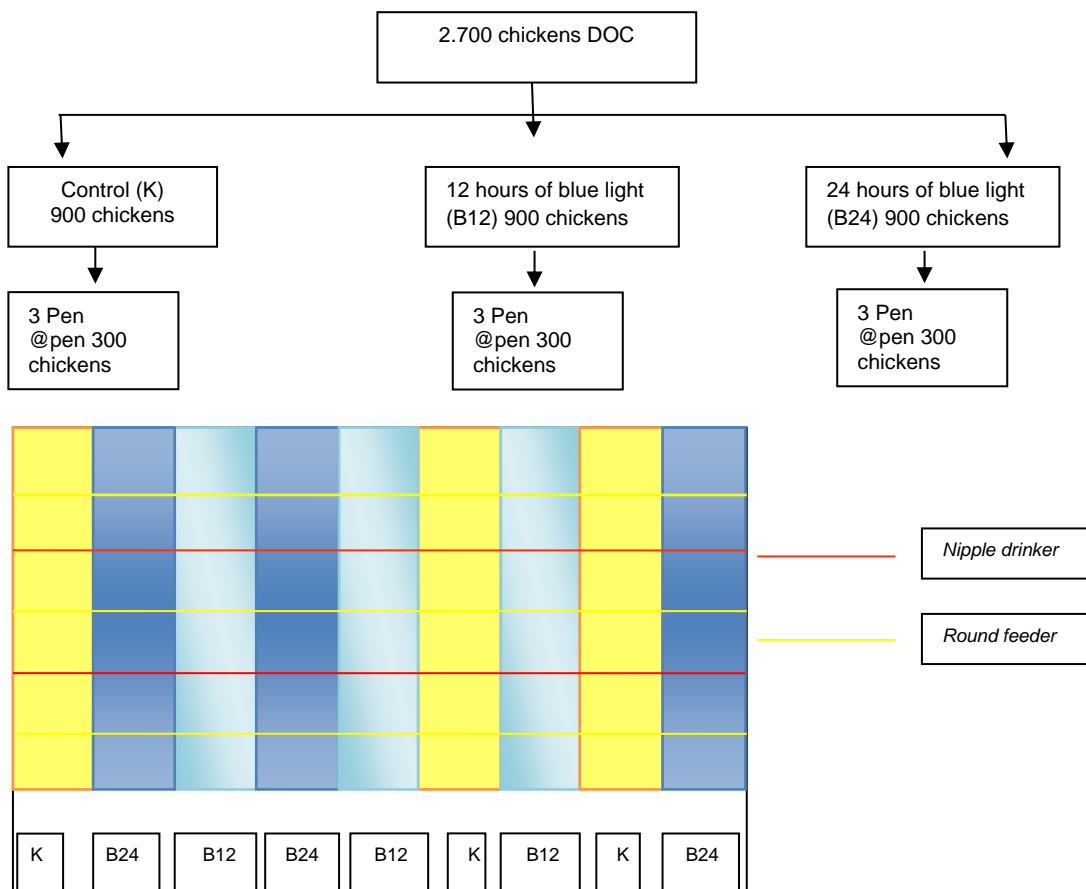 2.700 chickens DOC
Control (K)
900 chickens
12 hours of blue light
(B12) 900 chickens
24 hours of blue light
(B24) 900 chickens
3 Pen
@pen 300
chickens
3 Pen
@pen 300
chickens
3 Pen
@pen 300
chickens
Nipple drinker
Round feeder
K
B24
B12
B24
B12
K
B12
K
B24